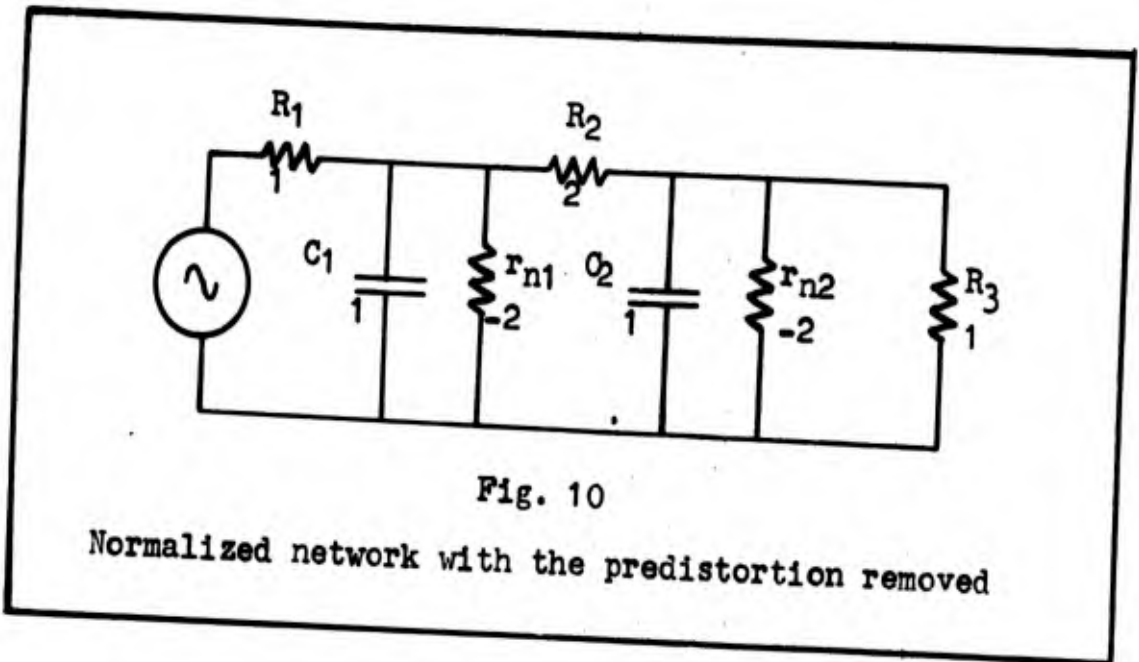 R1
1
R2
2
C1
1
rn1
-2
C2
1
rn2
-2
R3
1
Fig. 10
Normalized network with the predistortion removed